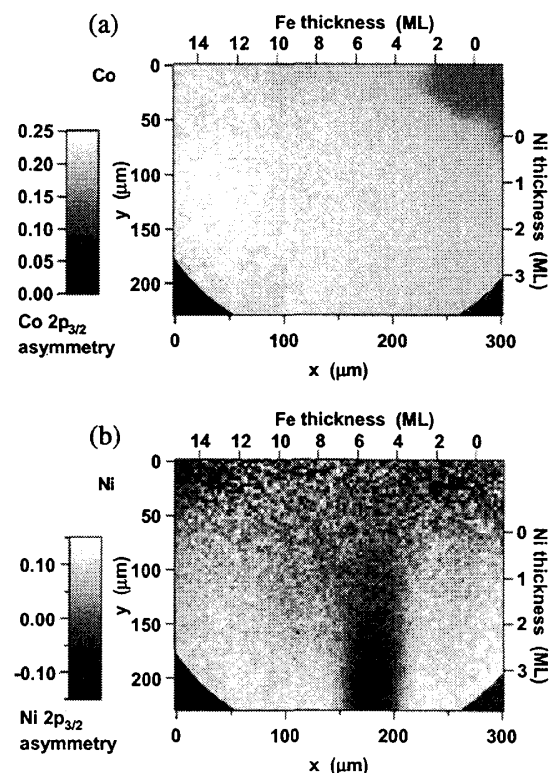 (a)
Fe thickness (ML)
14 12 10 8 6 4 2 0
Co
0.25
0.20
0.15
0.10
0.05
0.00
Co 2p3/2
asymmetry
y (μm)
0
50
100
150
200
Ni thickness (ML)
0
1
2
3
0 100 200 300
x (μm)
(b)
Fe thickness (ML)
14 12 10 8 6 4 2 0
Ni
0.10
0.00
-0.10
Ni 2p3/2
asymmetry
y (μm)
0
50
100
150
200
Ni thickness (ML)
0
1
2
3
0 100 200 300
x (μm)